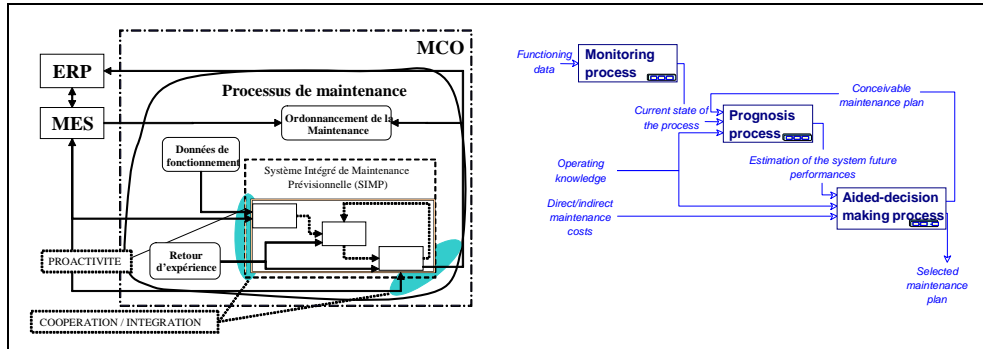 MCO
ERP
Processus de maintenance
MES
Ordonnancement de la
Maintenance
Données de
fonctionnement
Système Intégré de Maintenance
Prévisionnelle (SIMP)
PROACTIVITE
Retour
d'expérience
COOPERATION / INTEGRATION
Functioning
data
Monitoring
process
Conceivable
maintenance plan
Current state of
the process
Prognosis
process
Operating
knowledge
Estimation of the system future
performances
Direct/indirect
maintenance
costs
Aided-decision
making process
Selected
maintenance
plan